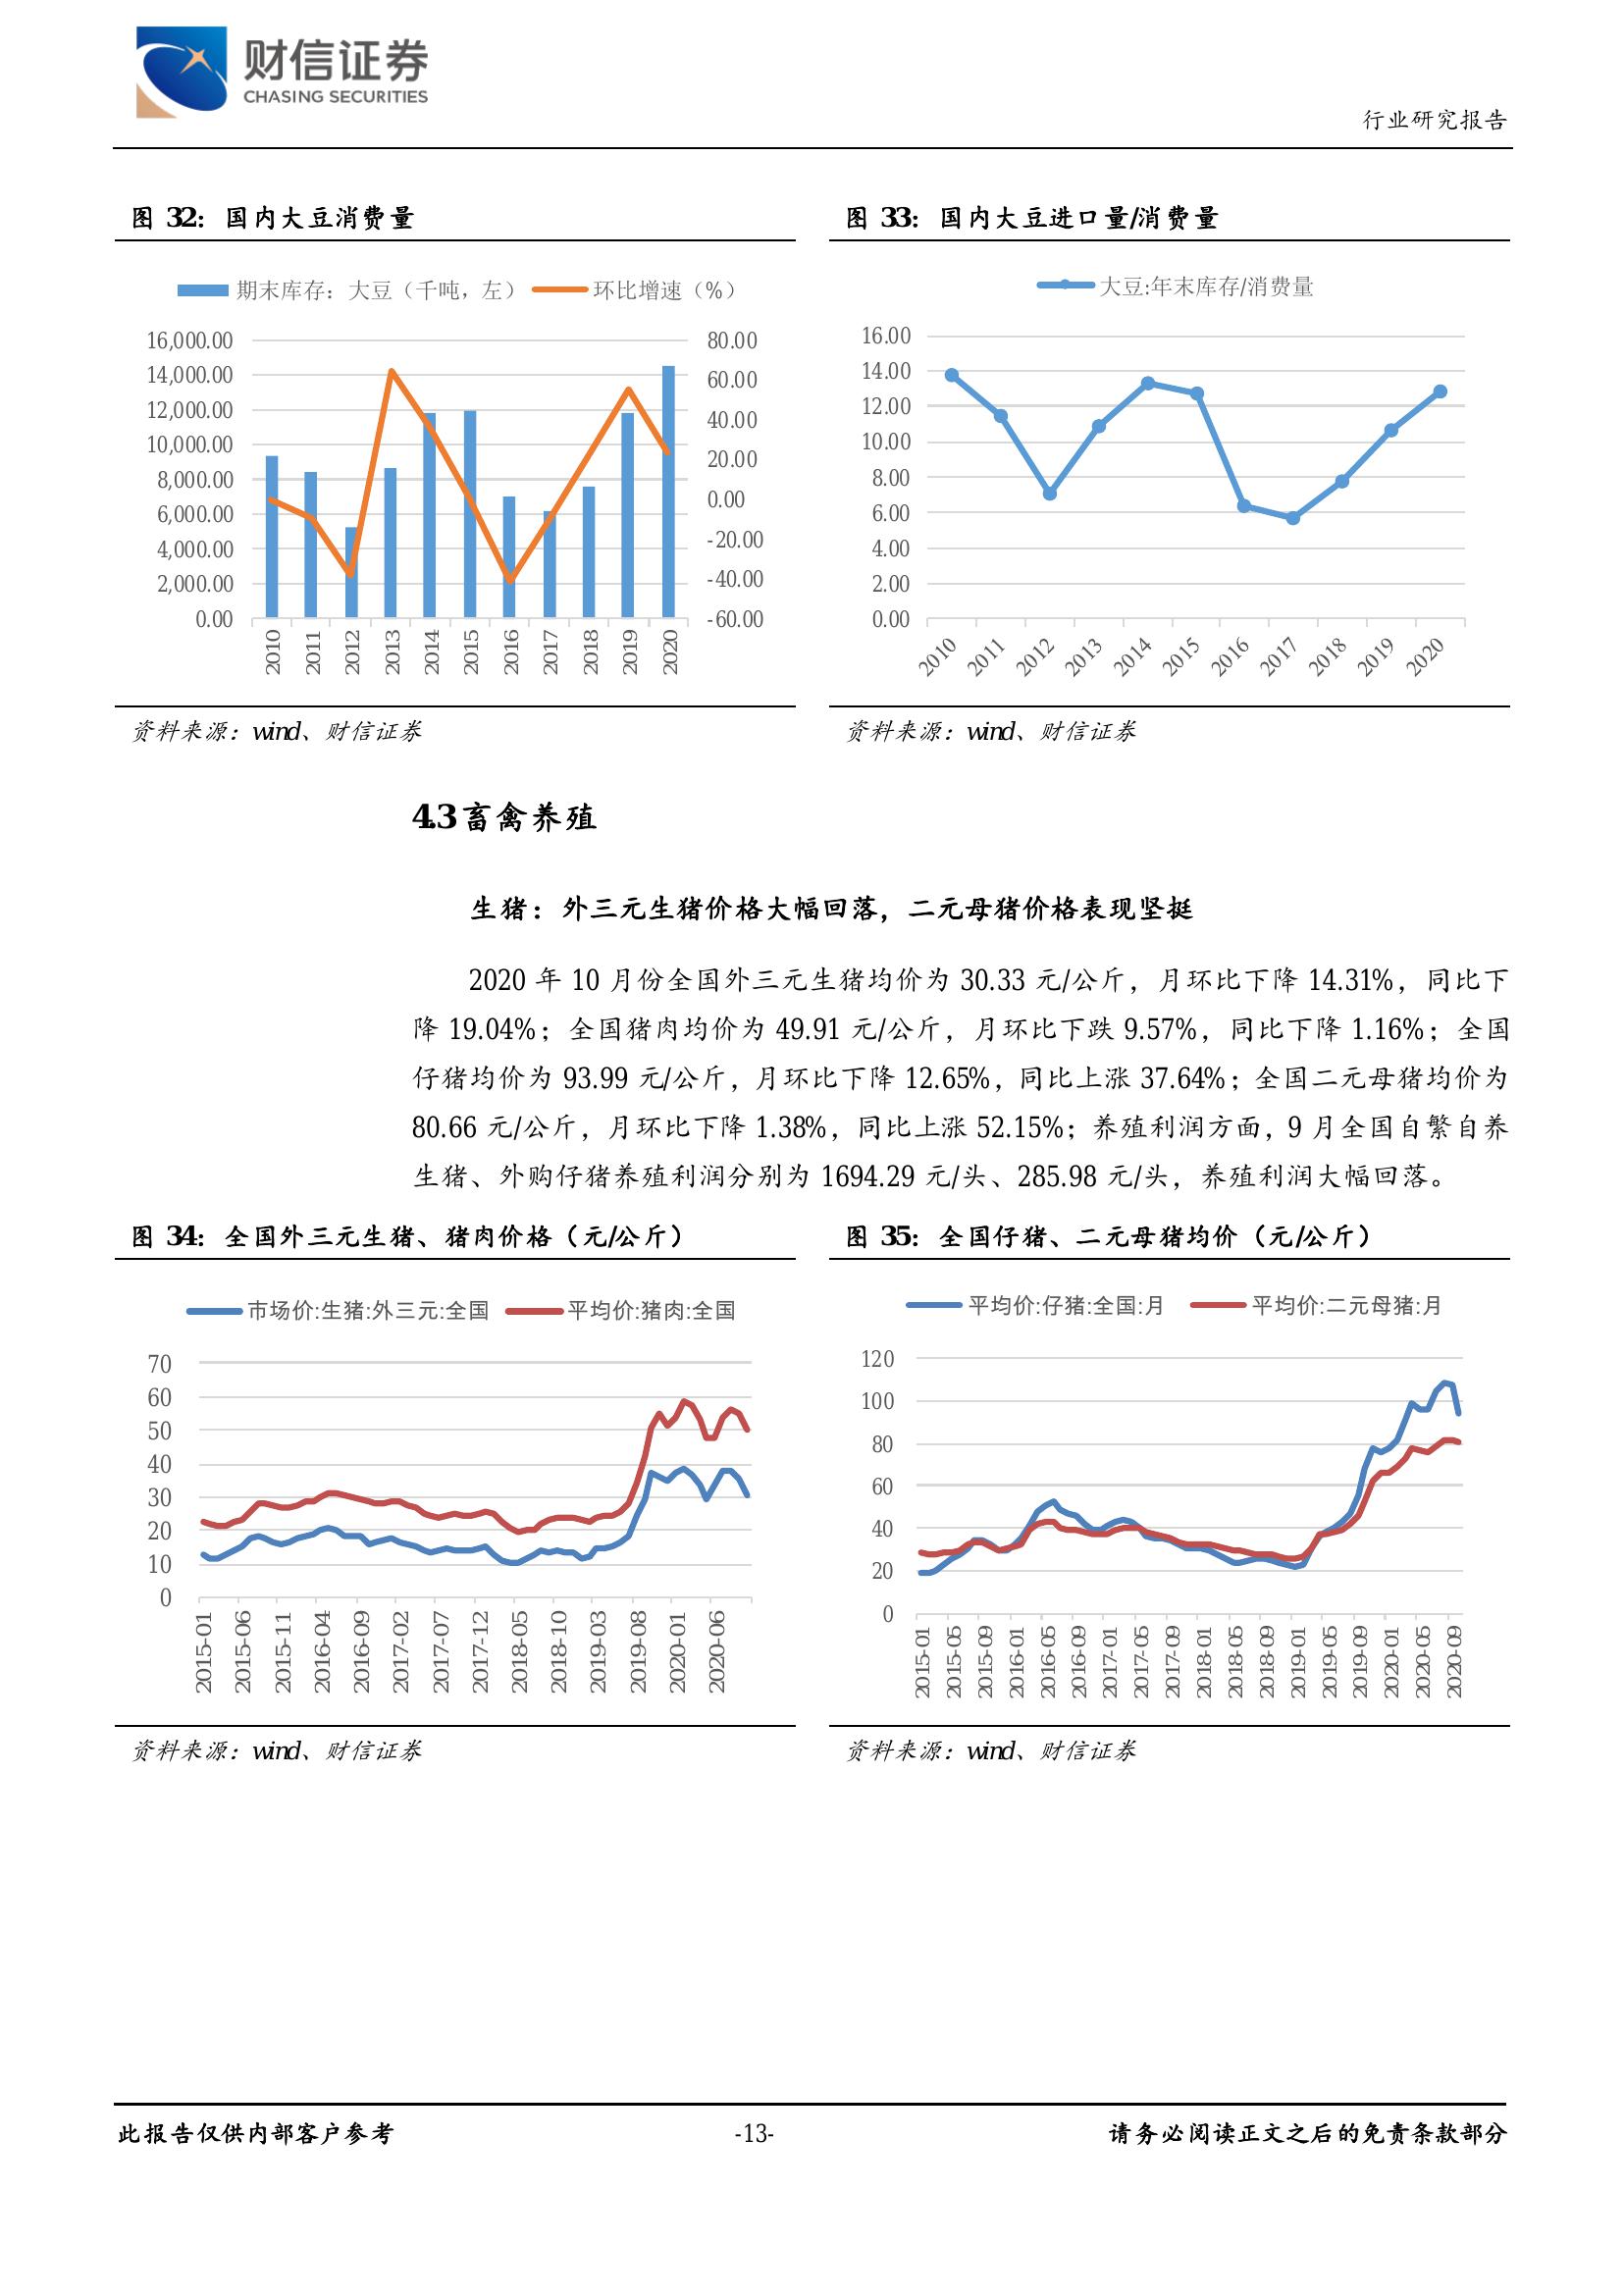 财信证券
CHASING SECURITIES
行业研究报告
图 32：国内大豆消费量
期末库存：大豆（千吨，左） 环比增速（%）
16,000.00
14,000.00
12,000.00
10,000.00
8,000.00
6,000.00
4,000.00
2,000.00
0.00
80.00
60.00
40.00
20.00
0.00
-20.00
-40.00
-60.00
2010 2011 2012 2013 2014 2015 2016 2017 2018 2019 2020
资料来源：wind、财信证券
图 33：国内大豆进口量/消费量
大豆:年末库存/消费量
16.00
14.00
12.00
10.00
8.00
6.00
4.00
2.00
0.00
2010 2011 2012 2013 2014 2015 2016 2017 2018 2019 2020
资料来源：wind、财信证券
4.3 畜禽养殖
生猪：外三元生猪价格大幅回落，二元母猪价格表现坚挺
2020 年 10 月份全国外三元生猪均价为 30.33 元/公斤，月环比下降 14.31%，同比下
降 19.04%；全国猪肉均价为 49.91 元/公斤，月环比下跌 9.57%，同比下降 1.16%；全国
仔猪均价为 93.99 元/公斤，月环比下降 12.65%，同比上涨 37.64%；全国二元母猪均价为
80.66 元/公斤，月环比下降 1.38%，同比上涨 52.15%；养殖利润方面，9 月全国自繁自养
生猪、外购仔猪养殖利润分别为 1694.29 元/头、285.98 元/头，养殖利润大幅回落。
图 34：全国外三元生猪、猪肉价格（元/公斤）
市场价:生猪:外三元:全国 平均价:猪肉:全国
70
60
50
40
30
20
10
0
2015-01 2015-06 2015-11 2016-04 2016-09 2017-02 2017-07 2017-12 2018-05 2018-10 2019-03 2019-08 2020-01 2020-06
资料来源：wind、财信证券
图 35：全国仔猪、二元母猪均价（元/公斤）
平均价:仔猪:全国:月 平均价:二元母猪:月
120
100
80
60
40
20
0
2015-01 2015-05 2015-09 2016-01 2016-05 2016-09 2017-01 2017-05 2017-09 2018-01 2018-05 2018-09 2019-01 2019-05 2019-09 2020-01 2020-05 2020-09
资料来源：wind、财信证券
此报告仅供内部客户参考 -13- 请务必阅读正文之后的免责条款部分